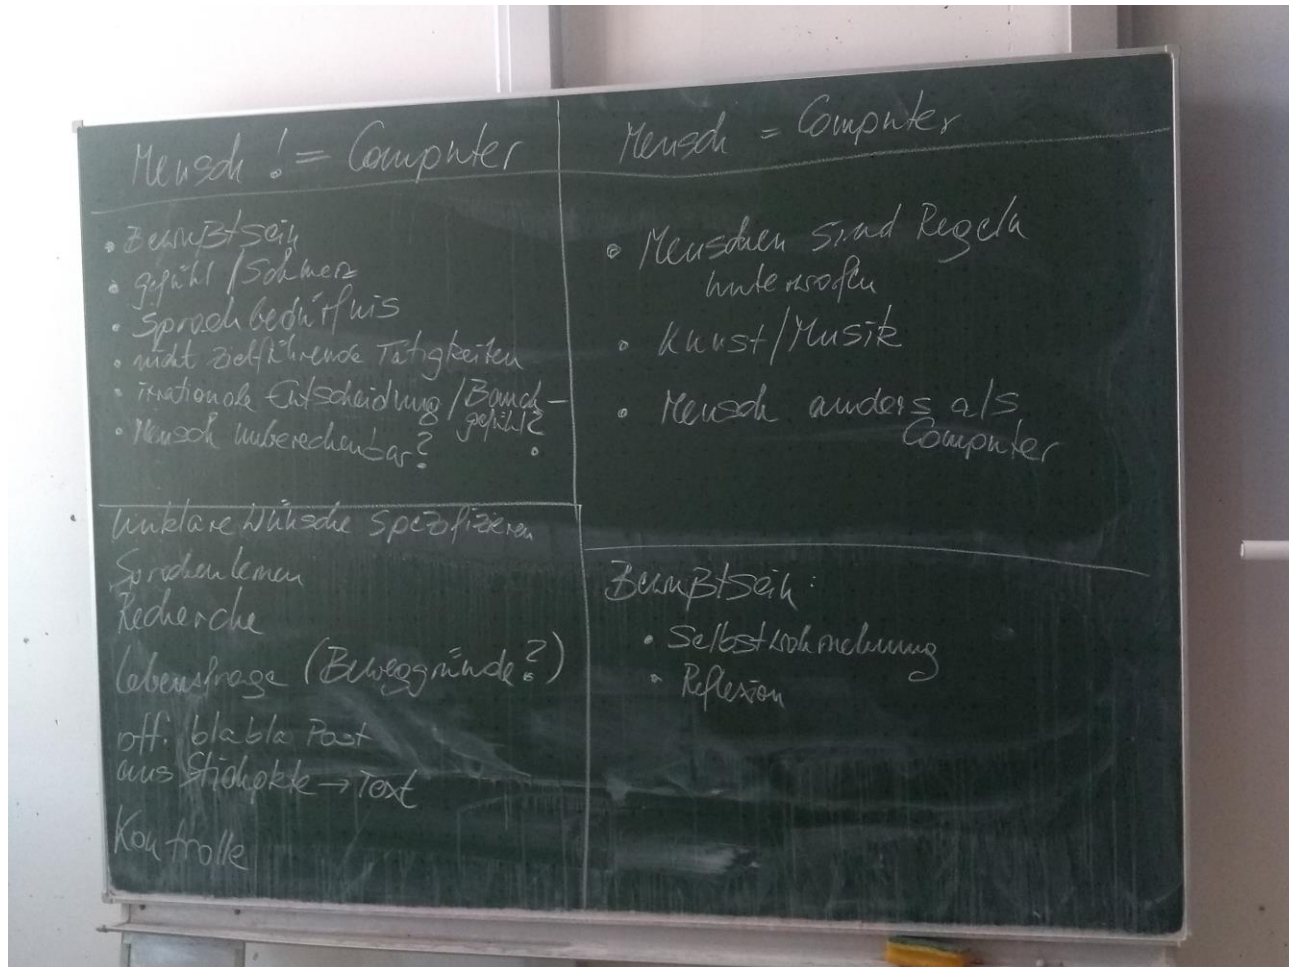 Mensch != Computer
• Bewußtsein
• gefühl / Schmerz
• Sprachbedürfnis
• nicht zielführende Tätigkeiten
• irrationale Entscheidung / Bauch-
gefühl?
• Mensch unberechenbar?
Mensch = Computer
• Menschen sind Regeln
unterworfen
• Kunst/Musik
• Mensch anders als
Computer
unklare Wünsche spezifizieren
Sprachen lernen
Recherche
Lebensfrage (Beweggründe?)
off. blabla Post
aus Stichpkte → Text
Kontrolle
Bewußtsein:
• Selbstwahrnehmung
• Reflexion